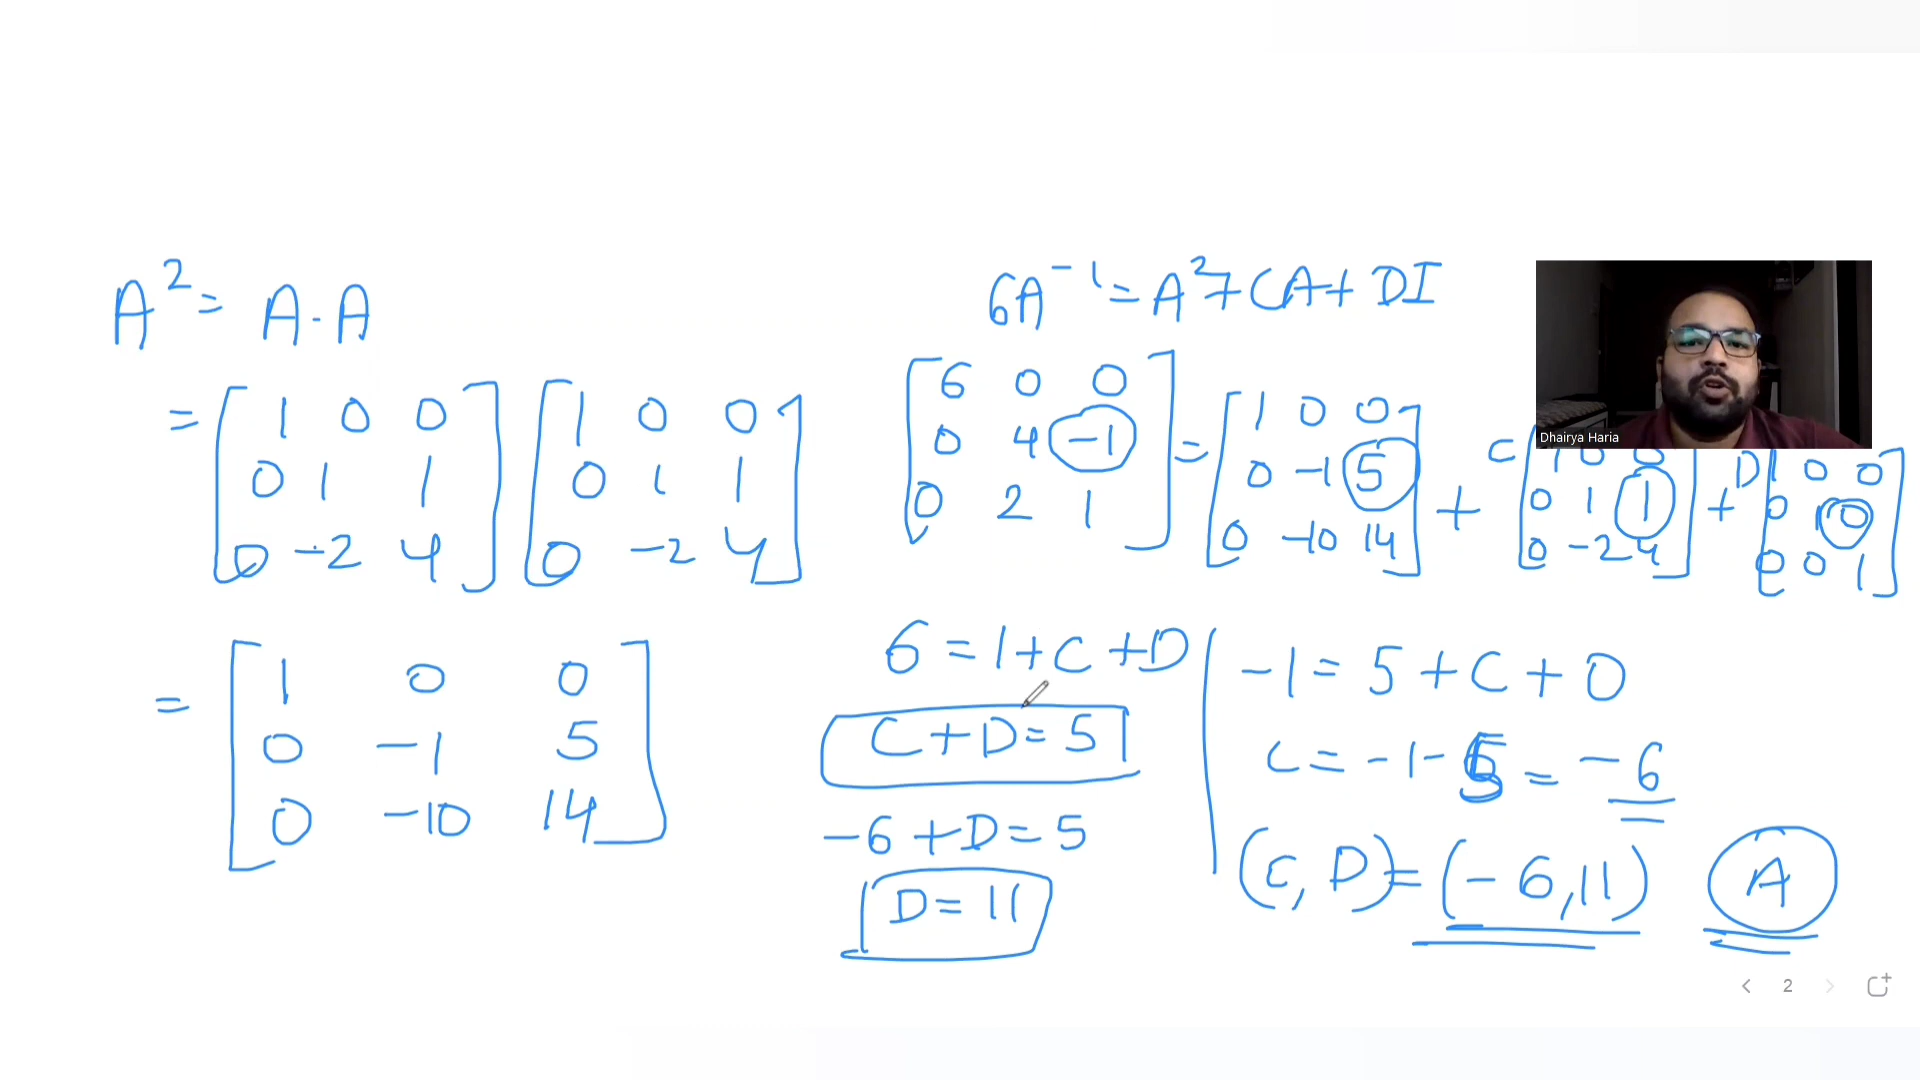 A² = A · A
= [1 0 0] [1 0 0]
[0 1 1] [0 1 1]
[0 -2 4] [0 -2 4]
= [1 0 0]
[0 -1 5]
[0 -10 14]
6A⁻¹ = A² + CA + DI
[6 0 0] = [1 0 0] + C [1 0 0] + D [1 0 0]
[0 4 -1] [0 -1 5] [0 1 1] [0 1 0]
[0 2 1] [0 -10 14] [0 -2 4] [0 0 1]
6 = 1 + C + D
C + D = 5
-6 + D = 5
D = 11
-1 = 5 + C + 0
C = -1 - 5 = -6
(C, D) = (-6, 11) A
Dhairya Haria
2